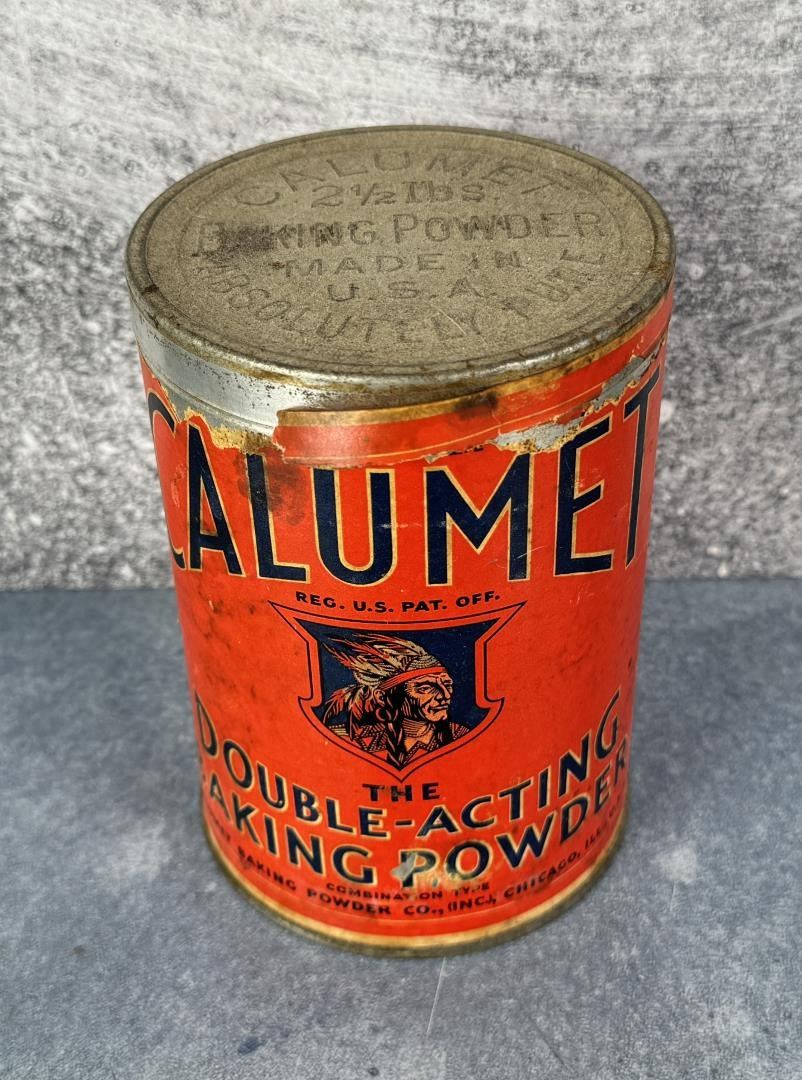 CALUMET
2½ lbs.
BAKING POWDER
MADE IN
U.S.A.
ABSOLUTELY PURE
CALUMET
REG. U.S. PAT. OFF.
THE
DOUBLE-ACTING
BAKING POWDER
COMBINATION TYPE
BAKING POWDER CO., (INC.), CHICAGO, ILL.